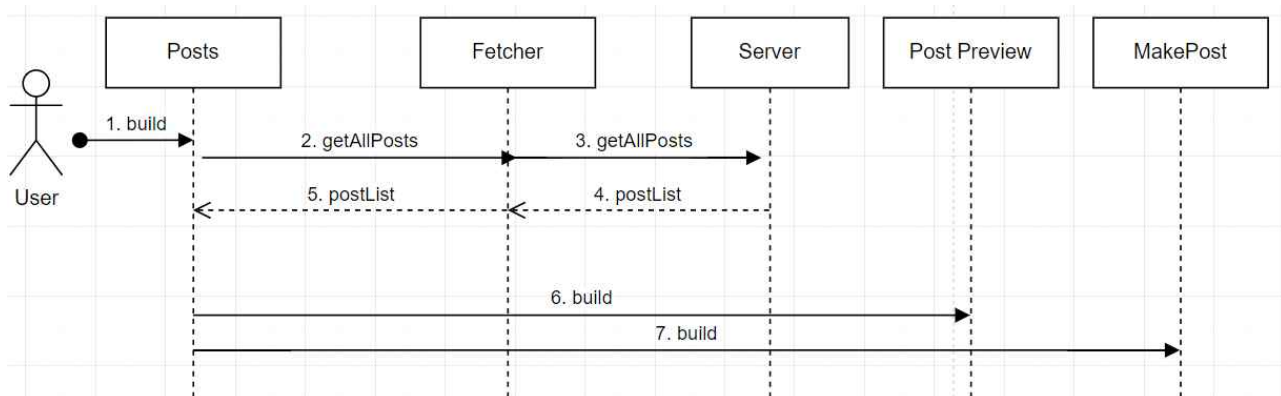 Posts
Fetcher
Server
Post Preview
MakePost
User
1. build
2. getAllPosts
3. getAllPosts
5. postList
4. postList
6. build
7. build